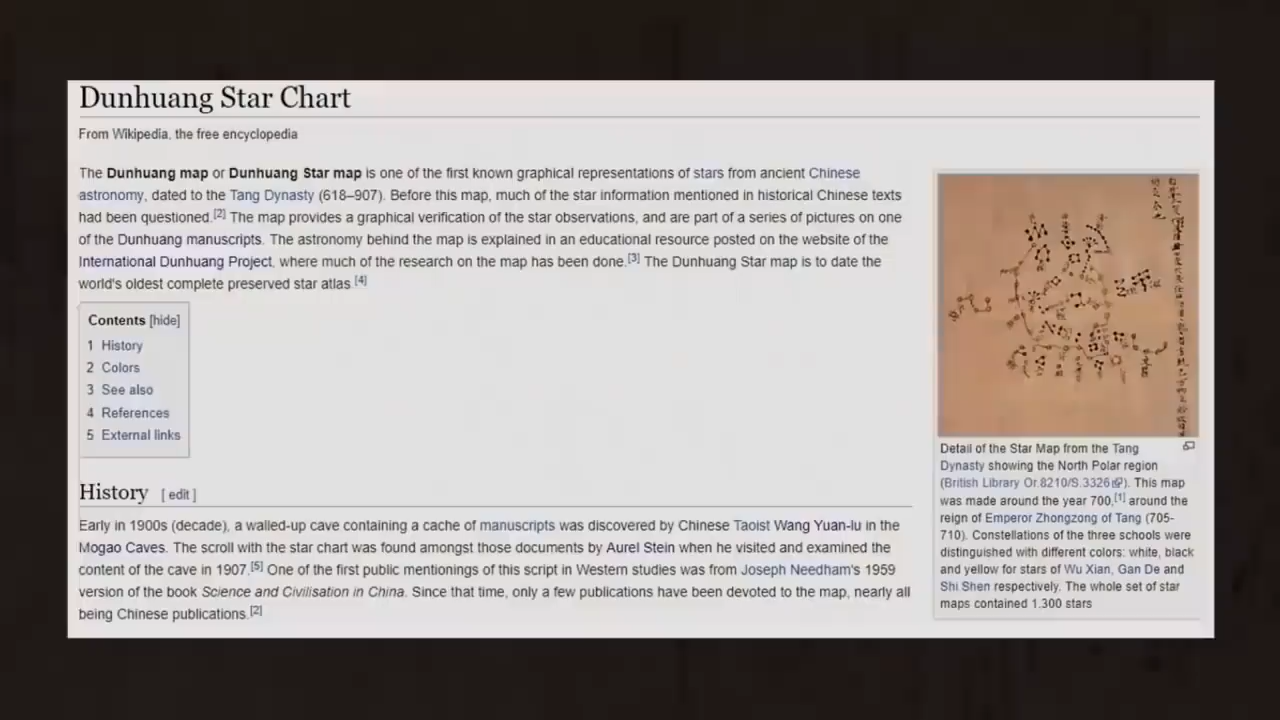 Dunhuang Star Chart
From Wikipedia, the free encyclopedia
The Dunhuang map or Dunhuang Star map is one of the first known graphical representations of stars from ancient Chinese
astronomy, dated to the Tang Dynasty (618–907). Before this map, much of the star information mentioned in historical Chinese texts
had been questioned.[2] The map provides a graphical verification of the star observations, and are part of a series of pictures on one
of the Dunhuang manuscripts. The astronomy behind the map is explained in an educational resource posted on the website of the
International Dunhuang Project, where much of the research on the map has been done.[3] The Dunhuang Star map is to date the
world's oldest complete preserved star atlas.[4]
Contents [hide]
1 History
2 Colors
3 See also
4 References
5 External links
History [ edit ]
Early in 1900s (decade), a walled-up cave containing a cache of manuscripts was discovered by Chinese Taoist Wang Yuan-lu in the
Mogao Caves. The scroll with the star chart was found amongst those documents by Aurel Stein when he visited and examined the
content of the cave in 1907.[5] One of the first public mentionings of this script in Western studies was from Joseph Needham's 1959
version of the book Science and Civilisation in China. Since that time, only a few publications have been devoted to the map, nearly all
being Chinese publications.[2]
Detail of the Star Map from the Tang
Dynasty showing the North Polar region
(British Library Or.8210/S.3326). This map
was made around the year 700,[1] around the
reign of Emperor Zhongzong of Tang (705-
710). Constellations of the three schools were
distinguished with different colors: white, black
and yellow for stars of Wu Xian, Gan De and
Shi Shen respectively. The whole set of star
maps contained 1.300 stars